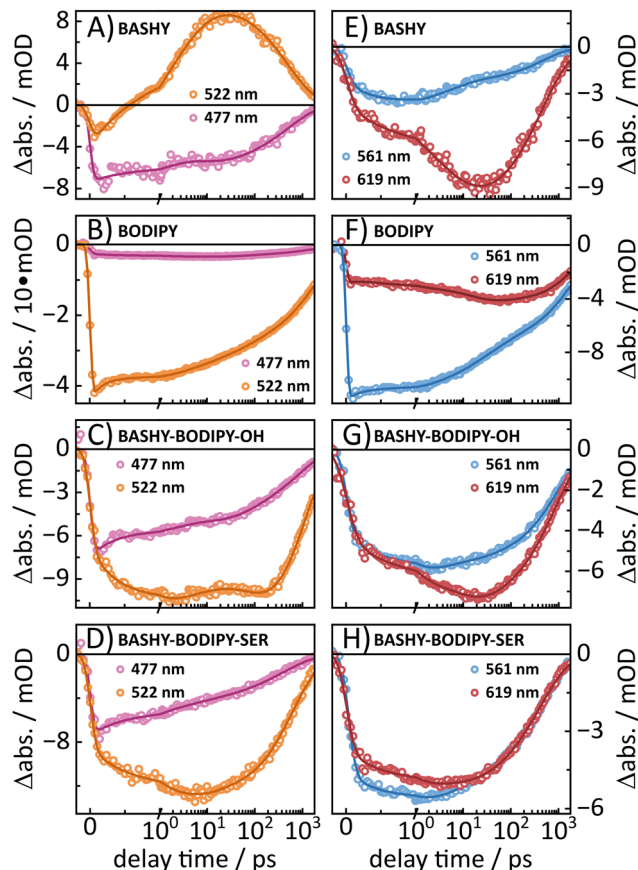 A) BASHY
522 nm
477 nm
8
4
0
-4
-8
Δabs. / mOD
E) BASHY
561 nm
619 nm
0
-3
-6
-9
Δabs. / mOD
B) BODIPY
477 nm
522 nm
0
-2
-4
Δabs. / 10•mOD
F) BODIPY
561 nm
619 nm
0
-4
-8
Δabs. / mOD
C) BASHY-BODIPY-OH
477 nm
522 nm
0
-3
-6
-9
Δabs. / mOD
G) BASHY-BODIPY-OH
561 nm
619 nm
0
-2
-4
-6
Δabs. / mOD
D) BASHY-BODIPY-SER
477 nm
522 nm
0
-8
Δabs. / mOD
0 10⁰ 10¹ 10² 10³
delay time / ps
H) BASHY-BODIPY-SER
561 nm
619 nm
0
-3
-6
Δabs. / mOD
0 10⁰ 10¹ 10² 10³
delay time / ps